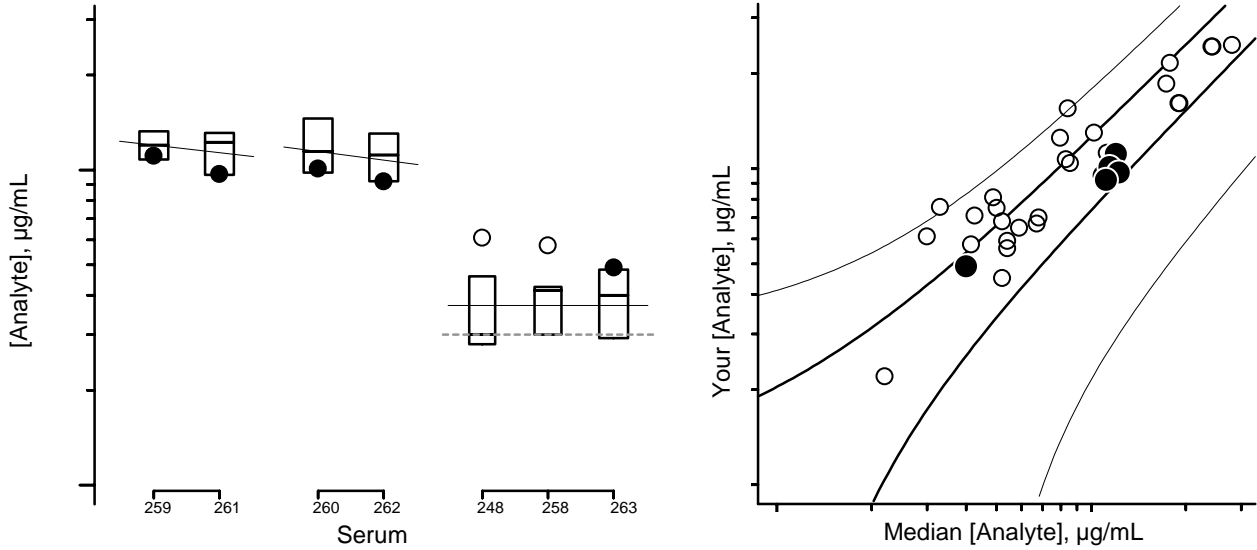 [Analyte], µg/mL
259 261 260 262 248 258 263
Serum
Your [Analyte], µg/mL
Median [Analyte], µg/mL